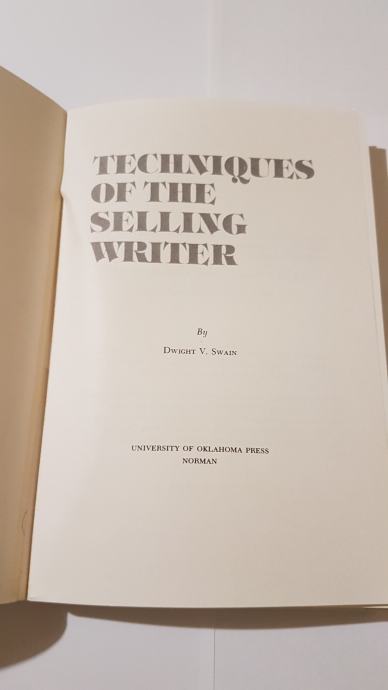 TECHNIQUES
OF THE
SELLING
WRITER
By
Dwight V. Swain
UNIVERSITY OF OKLAHOMA PRESS
NORMAN